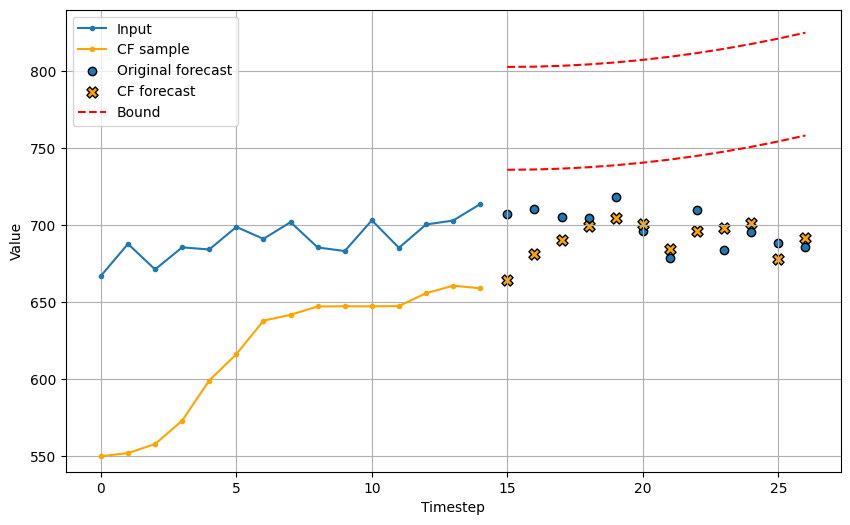 Input
CF sample
Original forecast
CF forecast
Bound
Value
800
750
700
650
600
550
0 5 10 15 20 25
Timestep